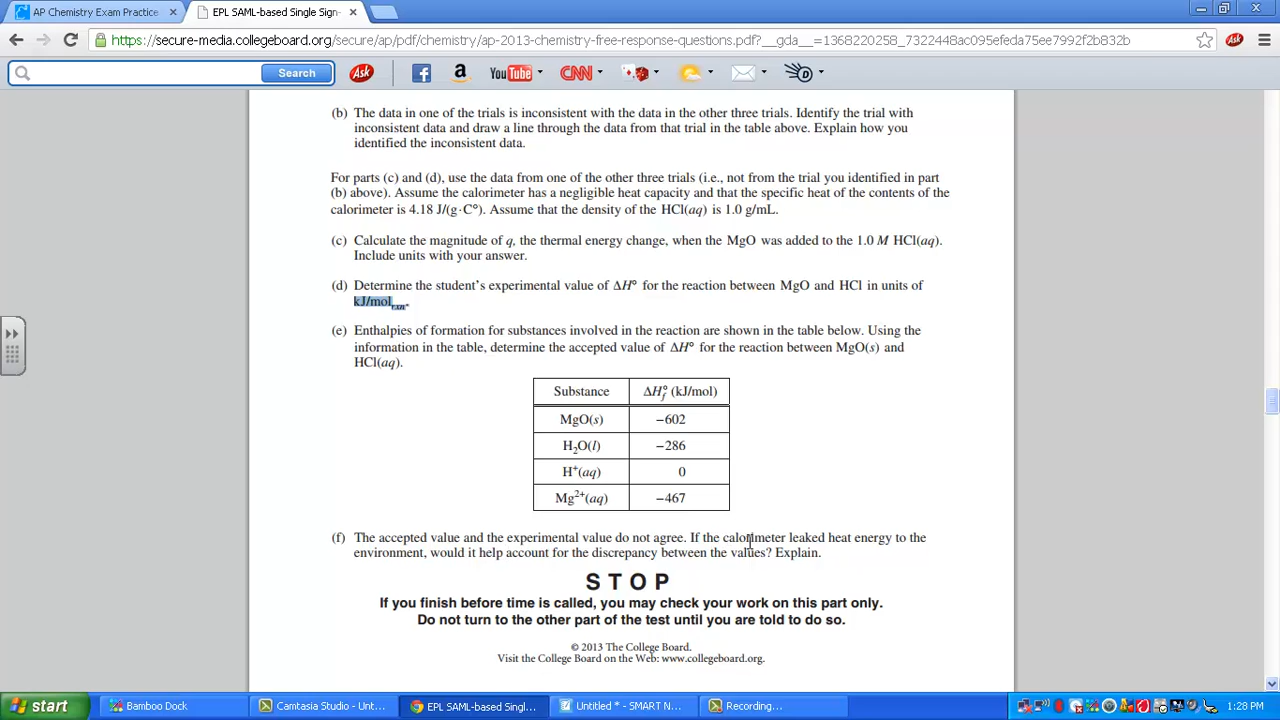 AP Chemistry Exam Practice
EPL SAML-based Single Sign-
https://secure-media.collegeboard.org/secure/ap/pdf/chemistry/ap-2013-chemistry-free-response-questions.pdf?__gda__=1368220258_7322448ac095efeda75ee7992f2b832b
Ask
Search
Ask
You Tube
CNN
(b) The data in one of the trials is inconsistent with the data in the other three trials. Identify the trial with
inconsistent data and draw a line through the data from that trial in the table above. Explain how you
identified the inconsistent data.
For parts (c) and (d), use the data from one of the other three trials (i.e., not from the trial you identified in part
(b) above). Assume the calorimeter has a negligible heat capacity and that the specific heat of the contents of the
calorimeter is 4.18 J/(g·C°). Assume that the density of the HCl(aq) is 1.0 g/mL.
(c) Calculate the magnitude of q, the thermal energy change, when the MgO was added to the 1.0 M HCl(aq).
Include units with your answer.
(d) Determine the student's experimental value of ΔH° for the reaction between MgO and HCl in units of
kJ/molrxn.
(e) Enthalpies of formation for substances involved in the reaction are shown in the table below. Using the
information in the table, determine the accepted value of ΔH° for the reaction between MgO(s) and
HCl(aq).
Substance ΔHf° (kJ/mol)
MgO(s) −602
H2O(l) −286
H+(aq) 0
Mg2+(aq) −467
(f) The accepted value and the experimental value do not agree. If the calorimeter leaked heat energy to the
environment, would it help account for the discrepancy between the values? Explain.
STOP
If you finish before time is called, you may check your work on this part only.
Do not turn to the other part of the test until you are told to do so.
© 2013 The College Board.
Visit the College Board on the Web: www.collegeboard.org.
start
Bamboo Dock
Camtasia Studio - Unt...
EPL SAML-based Singl...
Untitled * - SMART N...
Recording...
1:28 PM